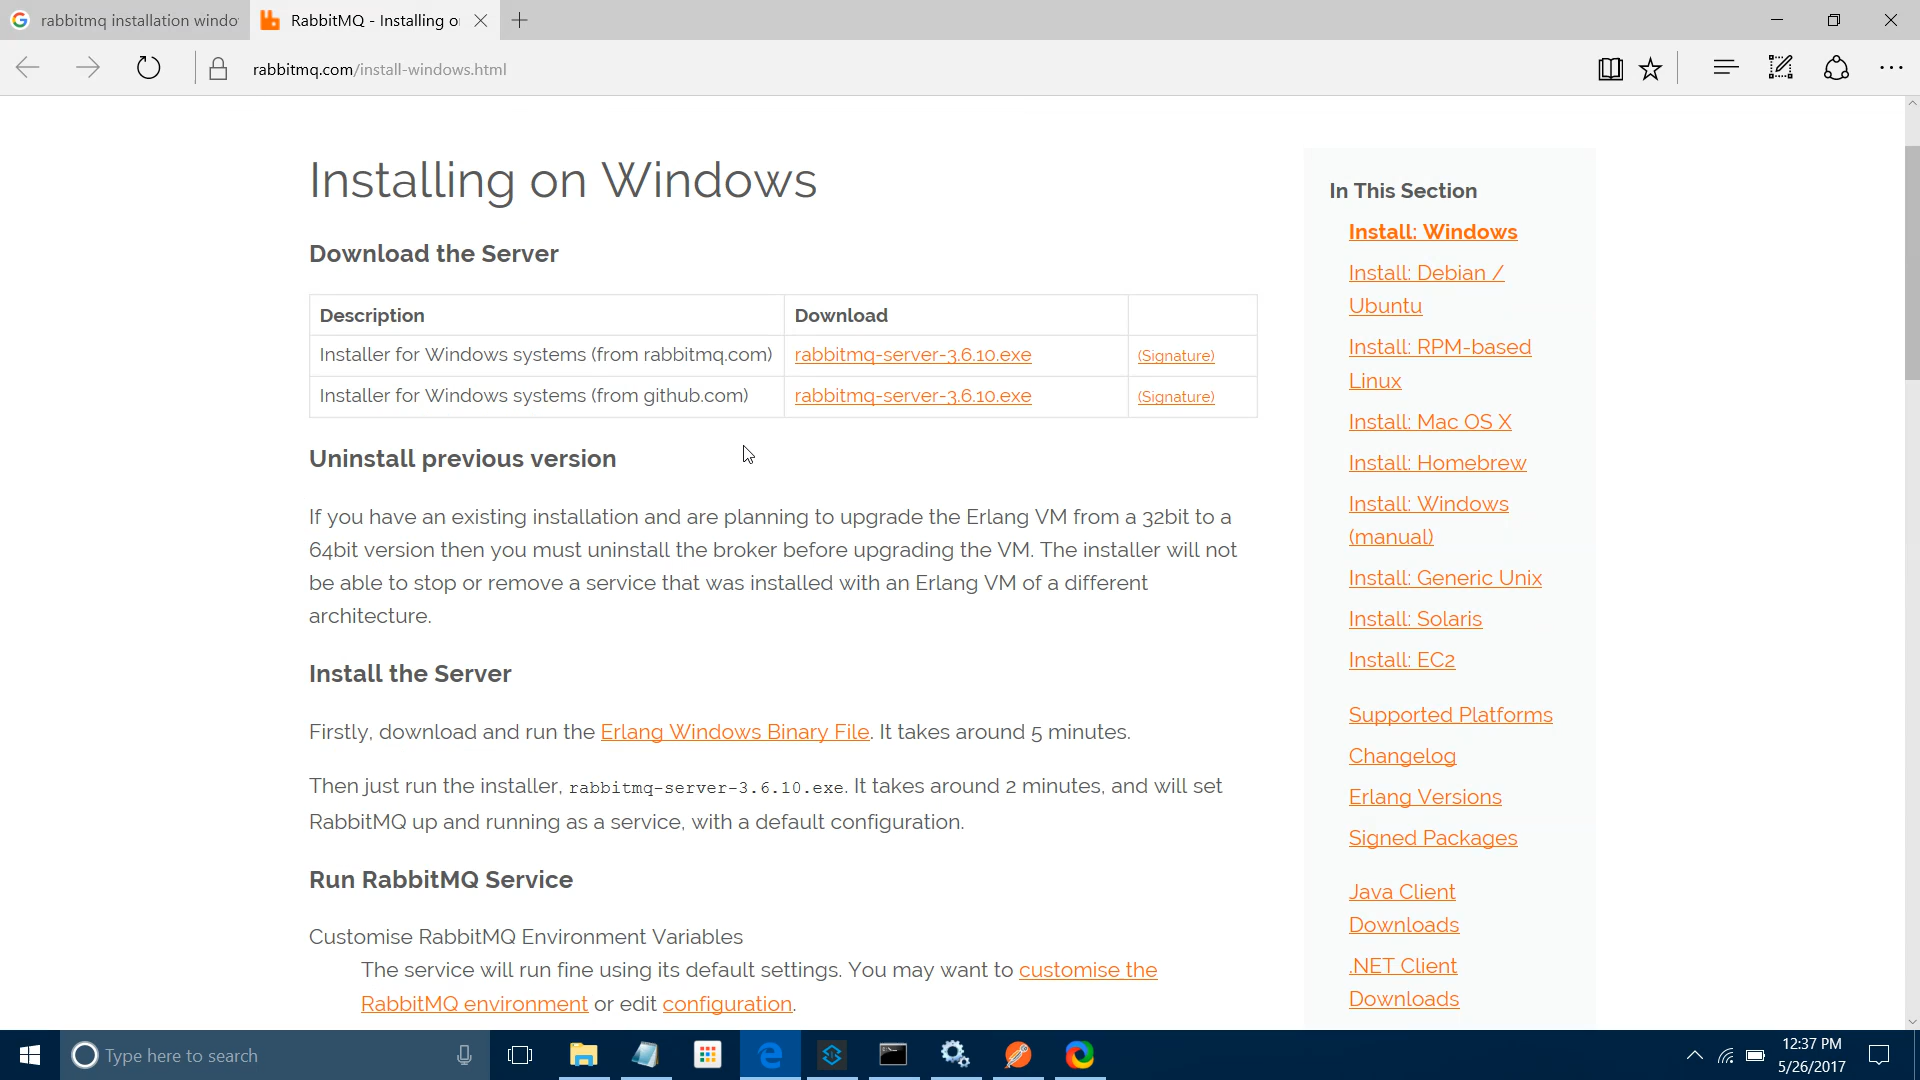 rabbitmq installation windo
RabbitMQ - Installing o
rabbitmq.com/install-windows.html
Installing on Windows
Download the Server
Description Download
Installer for Windows systems (from rabbitmq.com) rabbitmq-server-3.6.10.exe (Signature)
Installer for Windows systems (from github.com) rabbitmq-server-3.6.10.exe (Signature)
Uninstall previous version
If you have an existing installation and are planning to upgrade the Erlang VM from a 32bit to a
64bit version then you must uninstall the broker before upgrading the VM. The installer will not
be able to stop or remove a service that was installed with an Erlang VM of a different
architecture.
Install the Server
Firstly, download and run the Erlang Windows Binary File. It takes around 5 minutes.
Then just run the installer, rabbitmq-server-3.6.10.exe. It takes around 2 minutes, and will set
RabbitMQ up and running as a service, with a default configuration.
Run RabbitMQ Service
Customise RabbitMQ Environment Variables
The service will run fine using its default settings. You may want to customise the
RabbitMQ environment or edit configuration.
In This Section
Install: Windows
Install: Debian /
Ubuntu
Install: RPM-based
Linux
Install: Mac OS X
Install: Homebrew
Install: Windows
(manual)
Install: Generic Unix
Install: Solaris
Install: EC2
Supported Platforms
Changelog
Erlang Versions
Signed Packages
Java Client
Downloads
.NET Client
Downloads
Type here to search
12:37 PM
5/26/2017